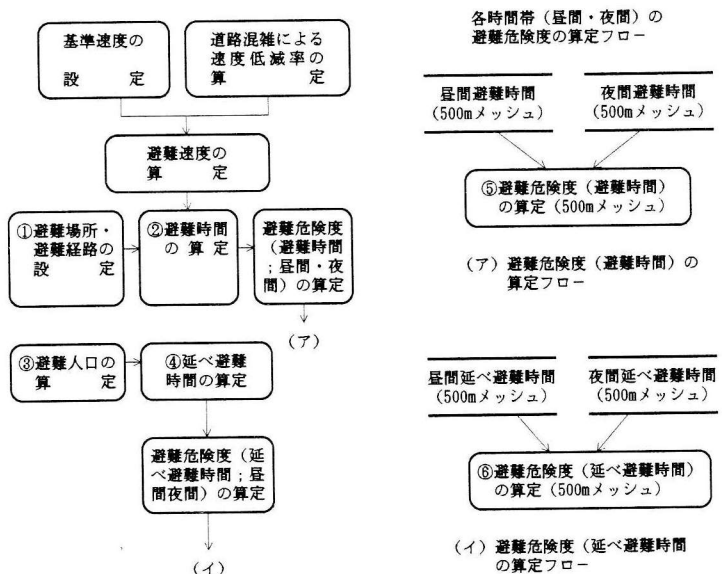 基準速度の
設　　　定
道路混雑による
速度低減率の
算　　　　定
避難速度の
算　　　定
①避難場所・
避難経路の
設　　　定
②避難時間
の 算 定
避難危険度
（避難時間
；昼間・夜
間）の算定
（ア）
③避難人口の
算　　　定
④延べ避難
時間の算定
避難危険度（延
べ避難時間；昼
間夜間）の算定
（イ）
各時間帯（昼間・夜間）の
避難危険度の算定フロー
昼間避難時間
（500mメッシュ）
夜間避難時間
（500mメッシュ）
⑤避難危険度（避難時間）
の算定（500mメッシュ）
（ア）避難危険度（避難時間）の
算定フロー
昼間延べ避難時間
（500mメッシュ）
夜間延べ避難時間
（500mメッシュ）
⑥避難危険度（延べ避難時間）
の算定（500mメッシュ）
（イ）避難危険度（延べ避難時間
の算定フロー